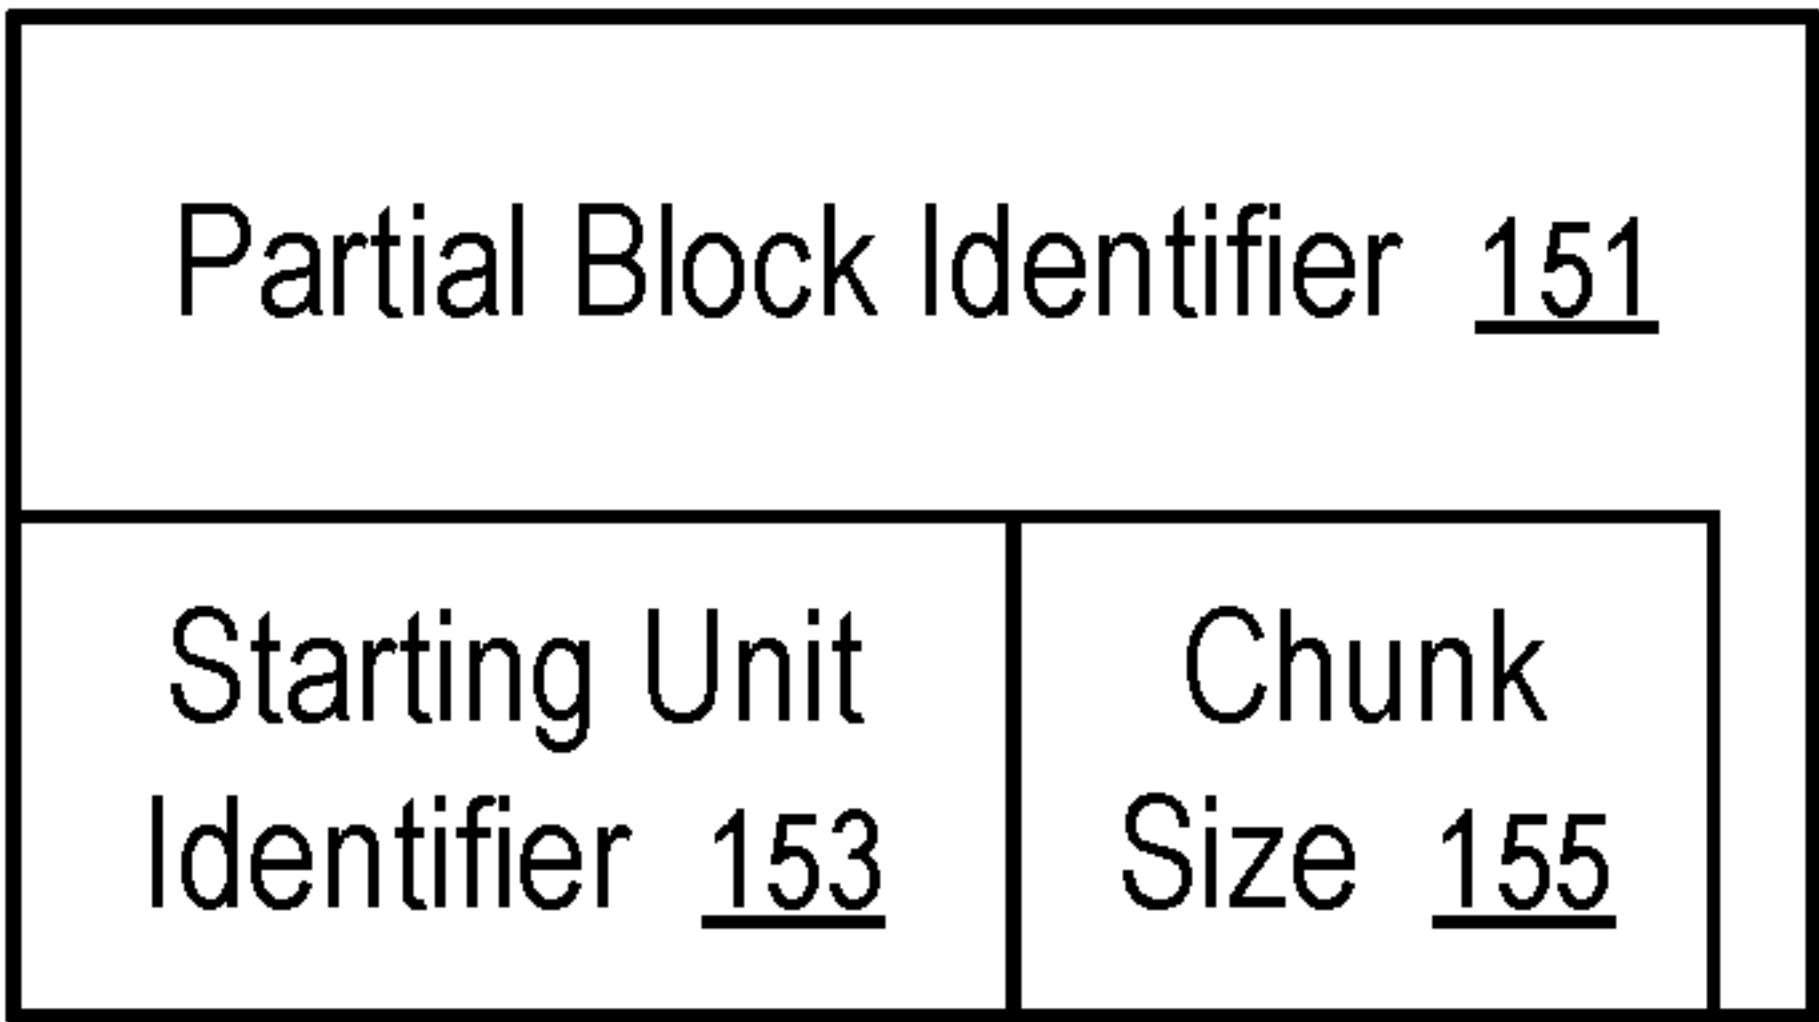 Partial Block Identifier 151
Starting Unit
Identifier 153
Chunk
Size 155